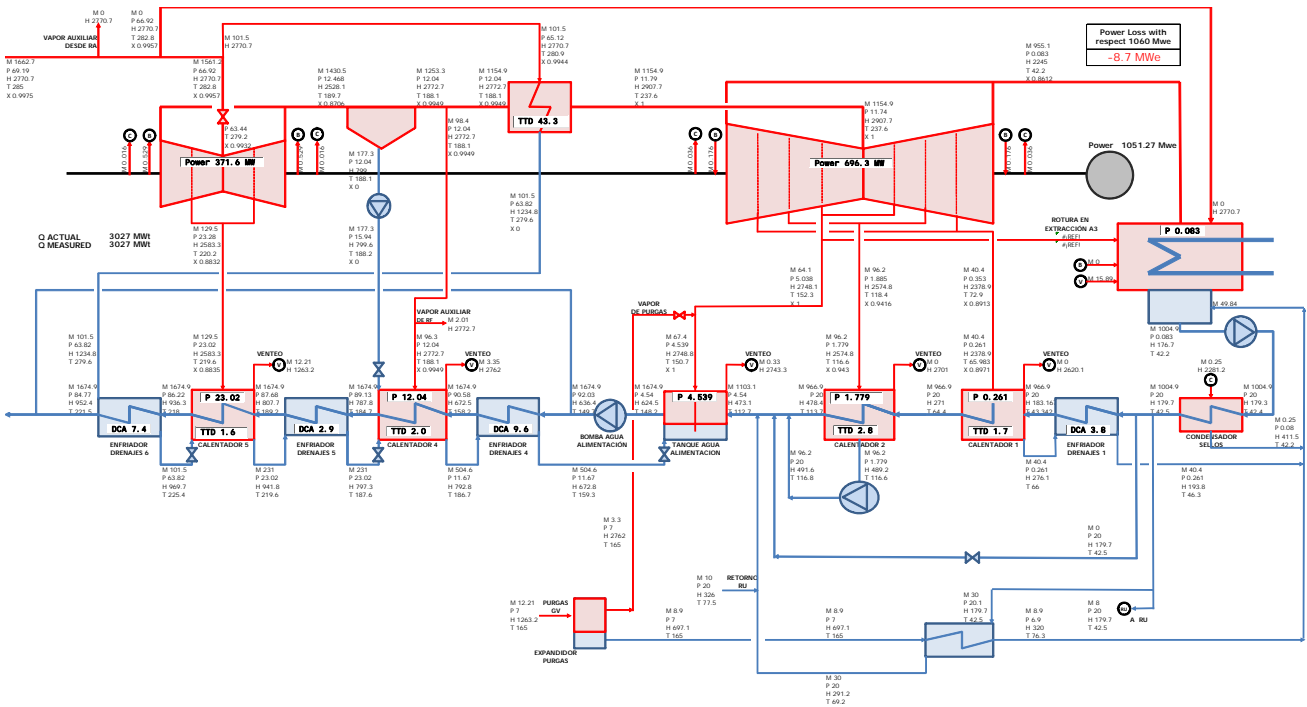 M 0
H 2770.7
VAPOR AUXILIAR
DESDE RA
M 0
P 66.92
H 2770.7
T 282.8
X 0.9957
M 1662.7
P 69.19
H 2770.7
T 285
X 0.9975
M 1561.2
P 66.92
H 2770.7
T 282.8
X 0.9957
M 101.5
H 2770.7
M 101.5
P 65.12
H 2770.7
T 280.9
X 0.9944
M 1430.5
P 12.468
H 2528.1
T 189.7
X 0.8706
M 1253.3
P 12.04
H 2772.7
T 188.1
X 0.9949
M 1154.9
P 12.04
H 2772.7
T 188.1
X 0.9949
M 1154.9
P 11.79
H 2907.7
T 237.6
X 1
M 955.1
P 0.083
H 2245
T 42.2
X 0.8612
Power Loss with
respect 1060 Mwe
-8.7 MWe
TTD 43.3
M 1154.9
P 11.74
H 2907.7
T 237.6
X 1
P 63.44
T 279.2
X 0.9932
M 98.4
P 12.04
H 2772.7
T 188.1
X 0.9949
C
B
B
C
C
B
B
C
M 0.016
M 0.529
M 0.529
M 0.016
M 0.036
M 0.176
M 0.176
M 0.036
Power 371.6 MW
Power 696.3 MW
Power 1051.27 Mwe
M 177.3
P 12.04
H 799
T 188.1
X 0
M 101.5
P 63.82
H 1234.8
T 279.6
X 0
M 0
H 2770.7
ROTURA EN
EXTRACCIÓN A3
#¡REF!
#¡REF!
P 0.083
Q ACTUAL 3027 MWt
Q MEASURED 3027 MWt
M 129.5
P 23.28
H 2583.3
T 220.2
X 0.8832
M 177.3
P 15.94
H 799.6
T 188.2
X 0
B
M 0
V
M 15.89
M 64.1
P 5.038
H 2748.1
T 152.3
X 1
M 96.2
P 1.885
H 2574.8
T 118.4
X 0.9416
M 40.4
P 0.353
H 2378.9
T 72.9
X 0.8913
M 49.84
VAPOR
DE PURGAS
VAPOR AUXILIAR
DE RE
M 2.01
H 2772.7
M 101.5
P 63.82
H 1234.8
T 279.6
M 129.5
P 23.02
H 2583.3
T 219.6
X 0.8835
M 96.3
P 12.04
H 2772.7
T 188.1
X 0.9949
M 67.4
P 4.539
H 2748.8
T 150.7
X 1
M 96.2
P 1.779
H 2574.8
T 116.6
X 0.943
M 40.4
P 0.261
H 2378.9
T 65.983
X 0.8971
M 1004.9
P 0.083
H 176.7
T 42.2
VENTEO
V
M 12.21
H 1263.2
VENTEO
V
M 3.35
H 2762
VENTEO
V
M 0.33
H 2743.3
VENTEO
V
M 0
H 2701
VENTEO
V
M 0
H 2620.1
M 0.25
H 2281.2
C
M 1674.9
P 84.77
H 952.4
T 221.5
M 1674.9
P 86.22
H 936.3
T 218
M 1674.9
P 87.68
H 807.7
T 189.2
M 1674.9
P 89.13
H 787.8
T 184.7
M 1674.9
P 90.58
H 672.5
T 158.2
M 1674.9
P 92.03
H 636.4
T 149.7
M 1674.9
P 4.54
H 624.5
T 148.2
M 1103.1
P 4.54
H 473.1
T 112.7
M 966.9
P 20
H 478.4
T 113.7
M 966.9
P 20
H 271
T 64.4
M 966.9
P 20
H 183.16
T 43.342
M 1004.9
P 20
H 179.7
T 42.5
M 1004.9
P 20
H 179.3
T 42.4
P 23.02
P 12.04
P 4.539
P 1.779
P 0.261
DCA 7.4
TTD 1.6
DCA 2.9
TTD 2.0
DCA 9.6
TTD 2.8
TTD 1.7
DCA 3.8
ENFRIADOR
DRENAJES 6
CALENTADOR 5
ENFRIADOR
DRENAJES 5
CALENTADOR 4
ENFRIADOR
DRENAJES 4
BOMBA AGUA
ALIMENTACIÓN
TANQUE AGUA
ALIMENTACION
CALENTADOR 2
CALENTADOR 1
ENFRIADOR
DRENAJES 1
CONDENSADOR
SELLOS
M 0.25
P 0.08
H 411.5
T 42.2
M 101.5
P 63.82
H 969.7
T 225.4
M 231
P 23.02
H 941.8
T 219.6
M 231
P 23.02
H 797.3
T 187.6
M 504.6
P 11.67
H 792.8
T 186.7
M 504.6
P 11.67
H 672.8
T 159.3
M 96.2
P 20
H 491.6
T 116.8
M 96.2
P 1.779
H 489.2
T 116.6
M 40.4
P 0.261
H 276.1
T 66
M 40.4
P 0.261
H 193.8
T 46.3
M 3.3
P 7
H 2762
T 165
M 0
P 20
H 179.7
T 42.5
M 10
P 20
H 326
T 77.5
RETORNO
RU
M 12.21
P 7
H 1263.2
T 165
PURGAS
GV
EXPANDIDOR
PURGAS
M 8.9
P 7
H 697.1
T 165
M 8.9
P 7
H 697.1
T 165
M 30
P 20.1
H 179.7
T 42.5
M 8.9
P 6.9
H 320
T 76.3
M 8
P 20
H 179.7
T 42.5
RU
A RU
M 30
P 20
H 291.2
T 69.2